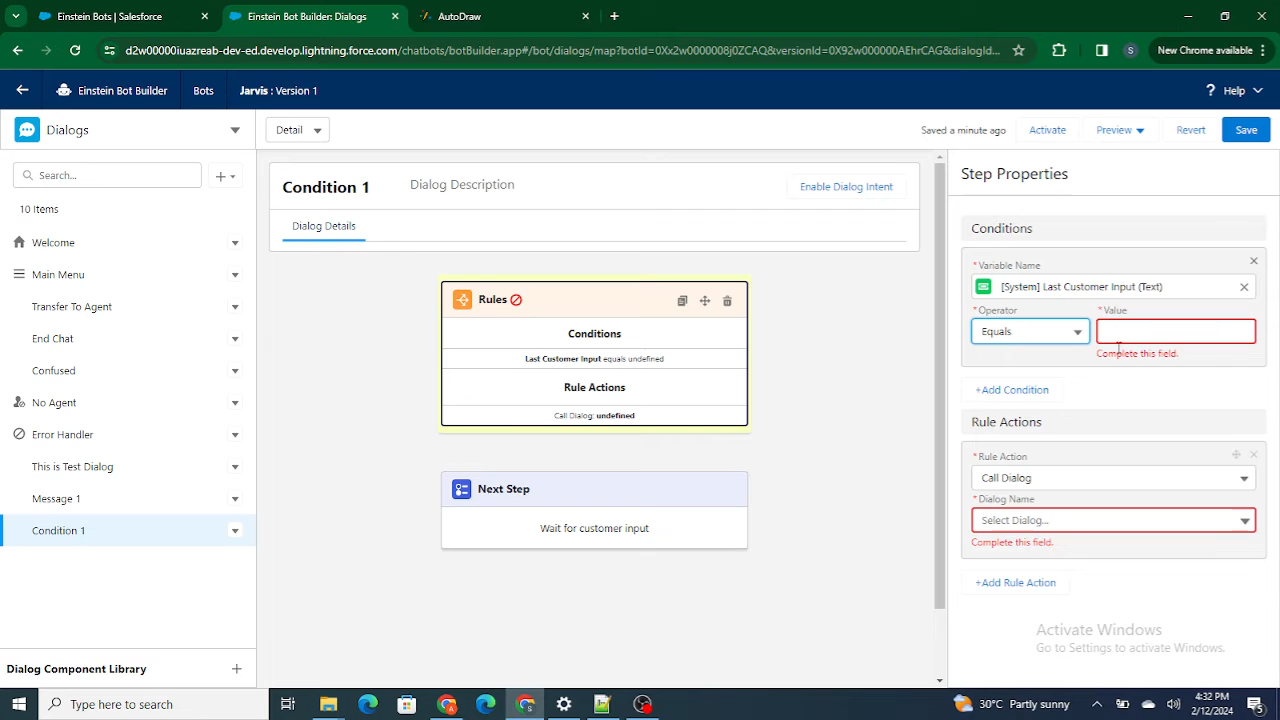 Einstein Bots | Salesforce
Einstein Bot Builder: Dialogs
AutoDraw
d2w00000iuazreab-dev-ed.develop.lightning.force.com/chatbots/botBuilder.app#/bot/dialogs/map?botId=0Xx2w0000008j0ZCAQ&versionId=0X92w000000AEhrCAG&dialogId...
S
New Chrome available
Einstein Bot Builder
Bots
Jarvis : Version 1
? Help
Dialogs
Detail
Saved a minute ago
Activate
Preview
Revert
Save
Search...
10 Items
Welcome
Main Menu
Transfer To Agent
End Chat
Confused
No Agent
Error Handler
This is Test Dialog
Message 1
Condition 1
Dialog Component Library
Condition 1
Dialog Description
Enable Dialog Intent
Dialog Details
Rules
Conditions
Last Customer Input equals undefined
Rule Actions
Call Dialog: undefined
Next Step
Wait for customer input
Step Properties
Conditions
*Variable Name
[System] Last Customer Input (Text)
*Operator
*Value
Equals
Complete this field.
+Add Condition
Rule Actions
*Rule Action
Call Dialog
*Dialog Name
Select Dialog...
Complete this field.
+Add Rule Action
Activate Windows
Go to Settings to activate Windows.
Type here to search
A
S
30°C Partly sunny
4:32 PM
2/12/2024
5